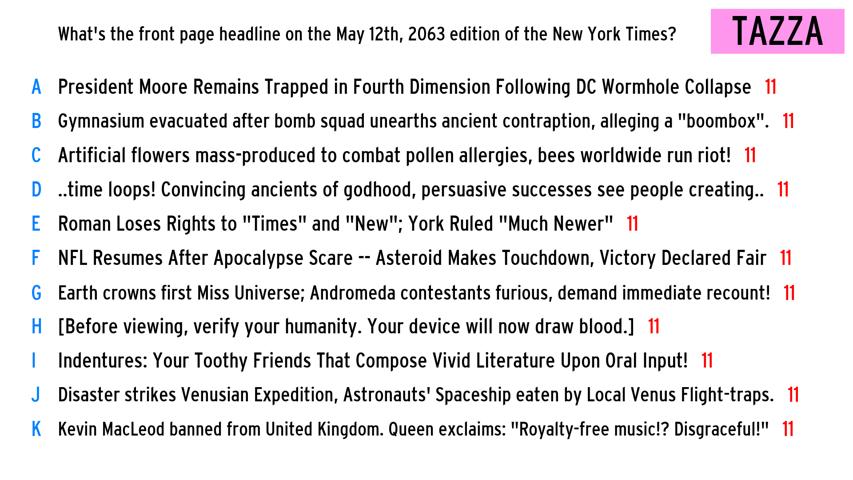 What's the front page headline on the May 12th, 2063 edition of the New York Times?
TAZZA
A President Moore Remains Trapped in Fourth Dimension Following DC Wormhole Collapse 11
B Gymnasium evacuated after bomb squad unearths ancient contraption, alleging a "boombox". 11
C Artificial flowers mass-produced to combat pollen allergies, bees worldwide run riot! 11
D ..time loops! Convincing ancients of godhood, persuasive successes see people creating.. 11
E Roman Loses Rights to "Times" and "New"; York Ruled "Much Newer" 11
F NFL Resumes After Apocalypse Scare -- Asteroid Makes Touchdown, Victory Declared Fair 11
G Earth crowns first Miss Universe; Andromeda contestants furious, demand immediate recount! 11
H [Before viewing, verify your humanity. Your device will now draw blood.] 11
I Indentures: Your Toothy Friends That Compose Vivid Literature Upon Oral Input! 11
J Disaster strikes Venusian Expedition, Astronauts' Spaceship eaten by Local Venus Flight-traps. 11
K Kevin MacLeod banned from United Kingdom. Queen exclaims: "Royalty-free music!? Disgraceful!" 11